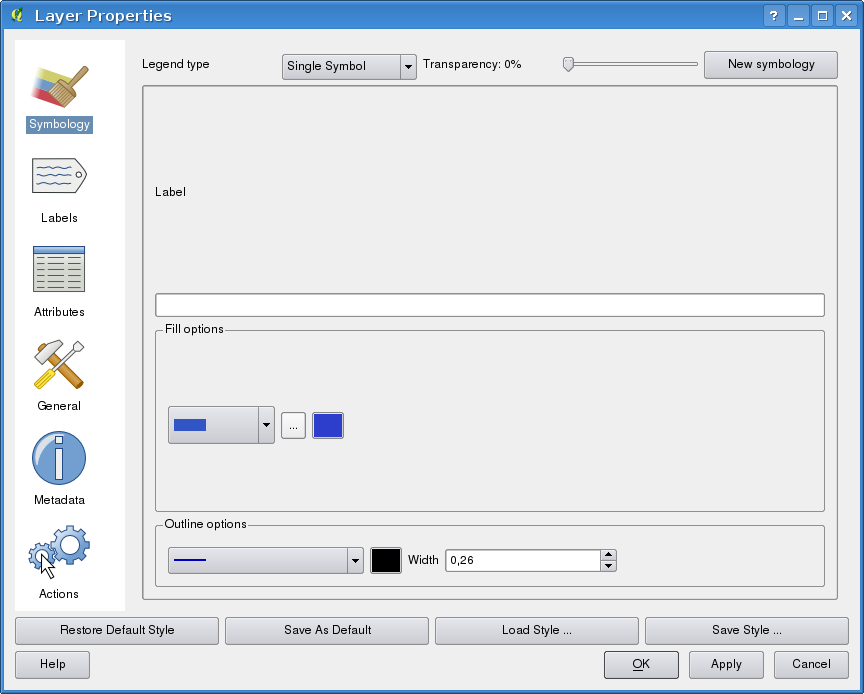 Layer Properties
?
Legend type
Single Symbol
Transparency: 0%
New symbology
Symbology
Labels
Attributes
General
Metadata
Actions
Label
Fill options
...
Outline options
Width
0,26
Restore Default Style
Save As Default
Load Style ...
Save Style ...
Help
OK
Apply
Cancel